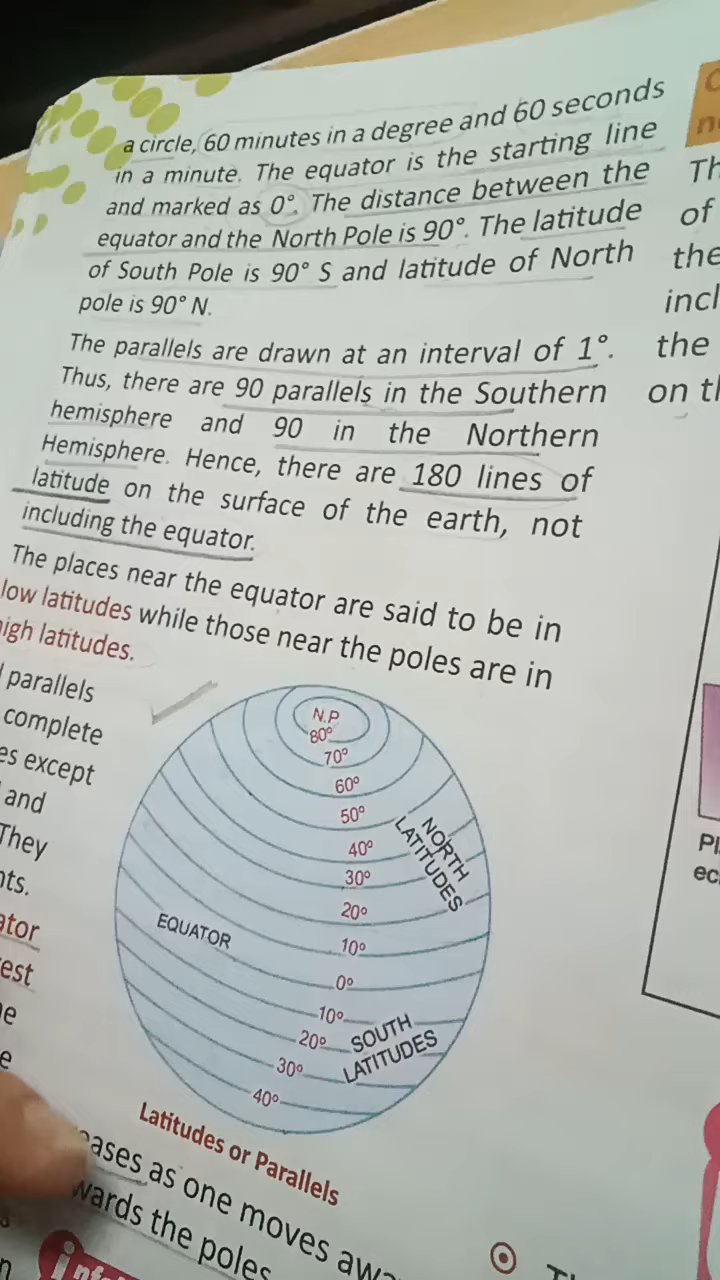 a circle, 60 minutes in a degree and 60 seconds
in a minute. The equator is the starting line
and marked as 0°. The distance between the
equator and the North Pole is 90°. The latitude
of South Pole is 90° S and latitude of North
pole is 90° N.
The parallels are drawn at an interval of 1°.
Thus, there are 90 parallels in the Southern
hemisphere and 90 in the Northern
Hemisphere. Hence, there are 180 lines of
latitude on the surface of the earth, not
including the equator.
The places near the equator are said to be in
low latitudes while those near the poles are in
high latitudes.
parallels
complete
es except
and
They
nts.
ator
est
e
e
N.P
80°
70°
60°
50°
40°
30°
20°
10°
0°
10°
20°
30°
40°
NORTH
LATITUDES
EQUATOR
SOUTH
LATITUDES
Latitudes or Parallels
eases as one moves awa
wards the poles
Th
of
the
incl
the
on th
Pl
ec